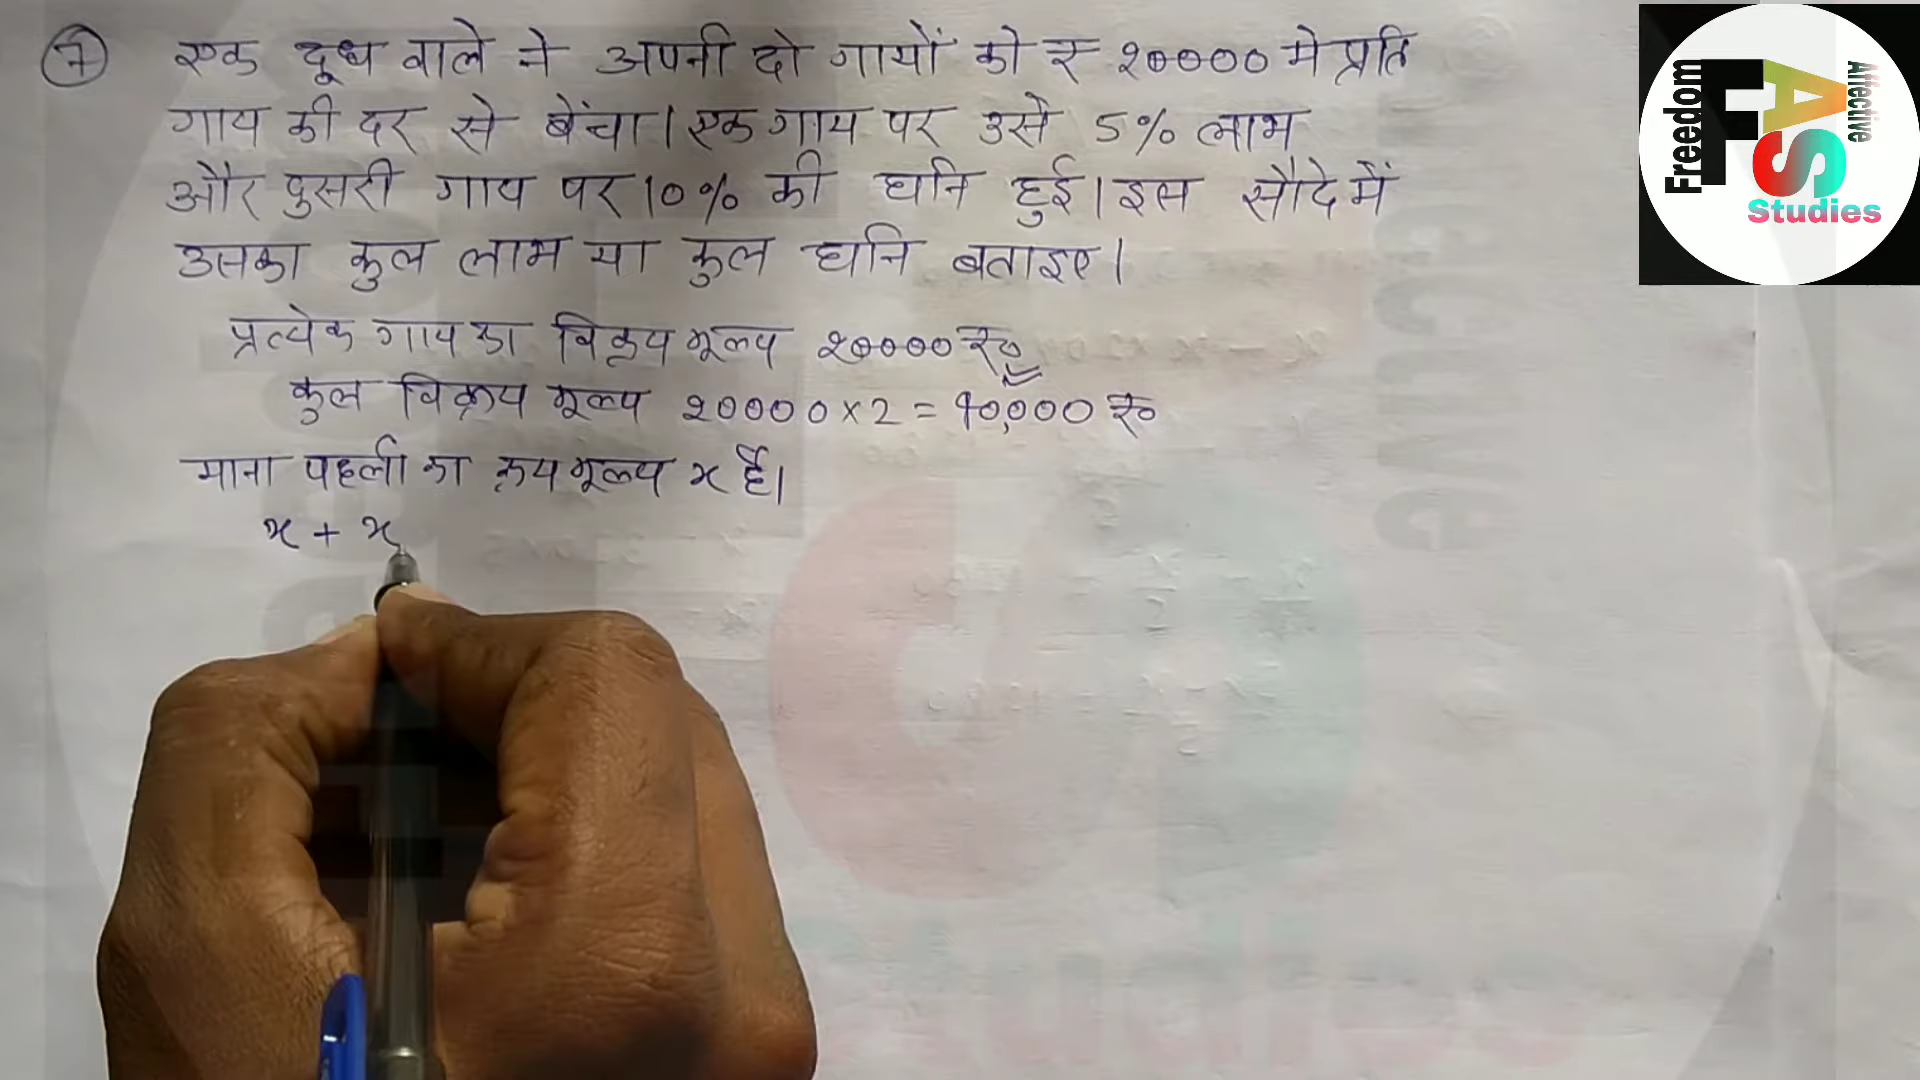 7 एक दूध वाले ने अपनी दो गायों को ₹ 20000 मे प्रति
गाय की दर से बेंचा। एक गाय पर उसे 5% लाभ
और दुसरी गाय पर 10% की हानि हुई। इस सौदे में
उसका कुल लाभ या कुल हानि बताइए।
प्रत्येक गाय का विक्रय मूल्य 20000 रु०
कुल विक्रय मूल्य 20000 × 2 = 40,000 रु०
माना पहली का क्रय मूल्य x है।
x + x
Freedom
F
AS
Affective
Studies